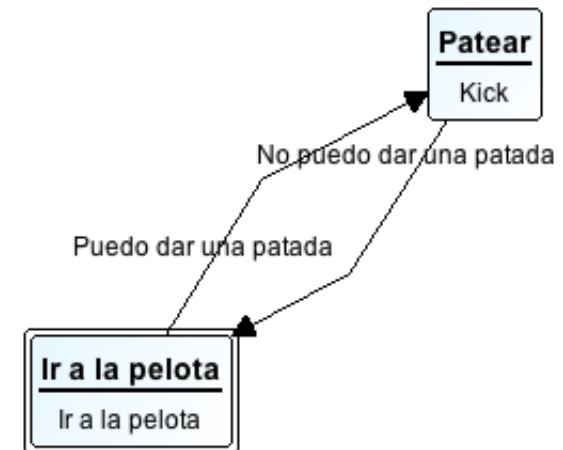 Patear
Kick
No puedo dar una patada
Puedo dar una patada
Ir a la pelota
Ir a la pelota